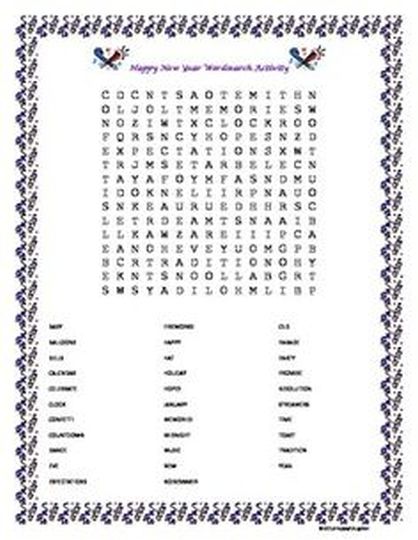 Happy New Year Wordsearch Activity
C O C N T S A O T E M I T H N
O L J O L T M E M O R I E S W
N O Z I W T X C L O C K R O O
F Q R S N C Y H O P E S N Z D
E X P E C T A T I O N S X W T
T R J M S E T A R B E L E C N
T A Y A F O Y M F A S N D M U
I D O K N E L I I R P N A U O
S N K E A U R U E D E H R S C
L E T R D E A M T S N A A I B
L L K A W Z A R E I I I P C A
E A N O H E V E Y U O M G P B
B C R T R A D I T I O N O H Y
E K N T S N O O L L A B G R T
S W S Y A D I L O H M L I B P
BABY FIREWORKS OLD
BALLOONS HAPPY PARADE
BELLS HAT PARTY
CALENDAR HOLIDAY PROMISE
CELEBRATE HOPES RESOLUTION
CLOCK JANUARY STREAMERS
CONFETTI MEMORIES TIME
COUNTDOWN MIDNIGHT TOAST
DANCE MUSIC TRADITION
EVE NEW YEAR
EXPECTATIONS NOISEMAKER